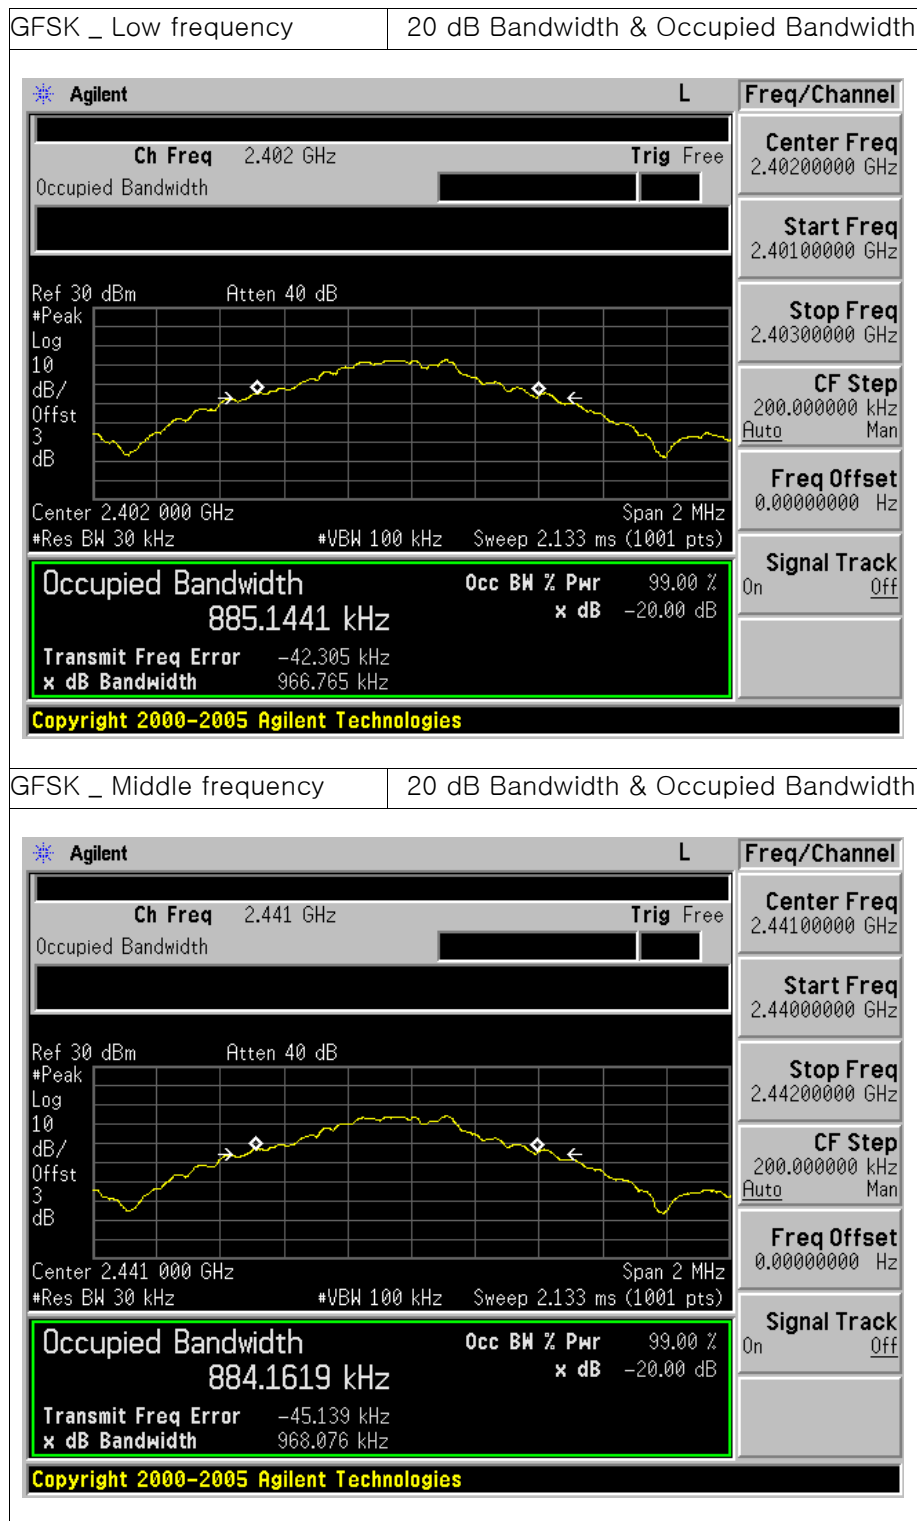 GFSK _ Low frequency 20 dB Bandwidth & Occupied Bandwidth
Agilent L Freq/Channel
Ch Freq 2.402 GHz Trig Free
Occupied Bandwidth
Center Freq
2.40200000 GHz
Start Freq
2.40100000 GHz
Stop Freq
2.40300000 GHz
CF Step
200.000000 kHz
Auto Man
Freq Offset
0.00000000 Hz
Signal Track
On Off
Ref 30 dBm Atten 40 dB
#Peak
Log
10
dB/
Offst
3
dB
Center 2.402 000 GHz Span 2 MHz
#Res BW 30 kHz #VBW 100 kHz Sweep 2.133 ms (1001 pts)
Occupied Bandwidth Occ BW % Pwr 99.00 %
885.1441 kHz x dB -20.00 dB
Transmit Freq Error -42.305 kHz
x dB Bandwidth 966.765 kHz
Copyright 2000-2005 Agilent Technologies
GFSK _ Middle frequency 20 dB Bandwidth & Occupied Bandwidth
Agilent L Freq/Channel
Ch Freq 2.441 GHz Trig Free
Occupied Bandwidth
Center Freq
2.44100000 GHz
Start Freq
2.44000000 GHz
Stop Freq
2.44200000 GHz
CF Step
200.000000 kHz
Auto Man
Freq Offset
0.00000000 Hz
Signal Track
On Off
Ref 30 dBm Atten 40 dB
#Peak
Log
10
dB/
Offst
3
dB
Center 2.441 000 GHz Span 2 MHz
#Res BW 30 kHz #VBW 100 kHz Sweep 2.133 ms (1001 pts)
Occupied Bandwidth Occ BW % Pwr 99.00 %
884.1619 kHz x dB -20.00 dB
Transmit Freq Error -45.139 kHz
x dB Bandwidth 968.076 kHz
Copyright 2000-2005 Agilent Technologies